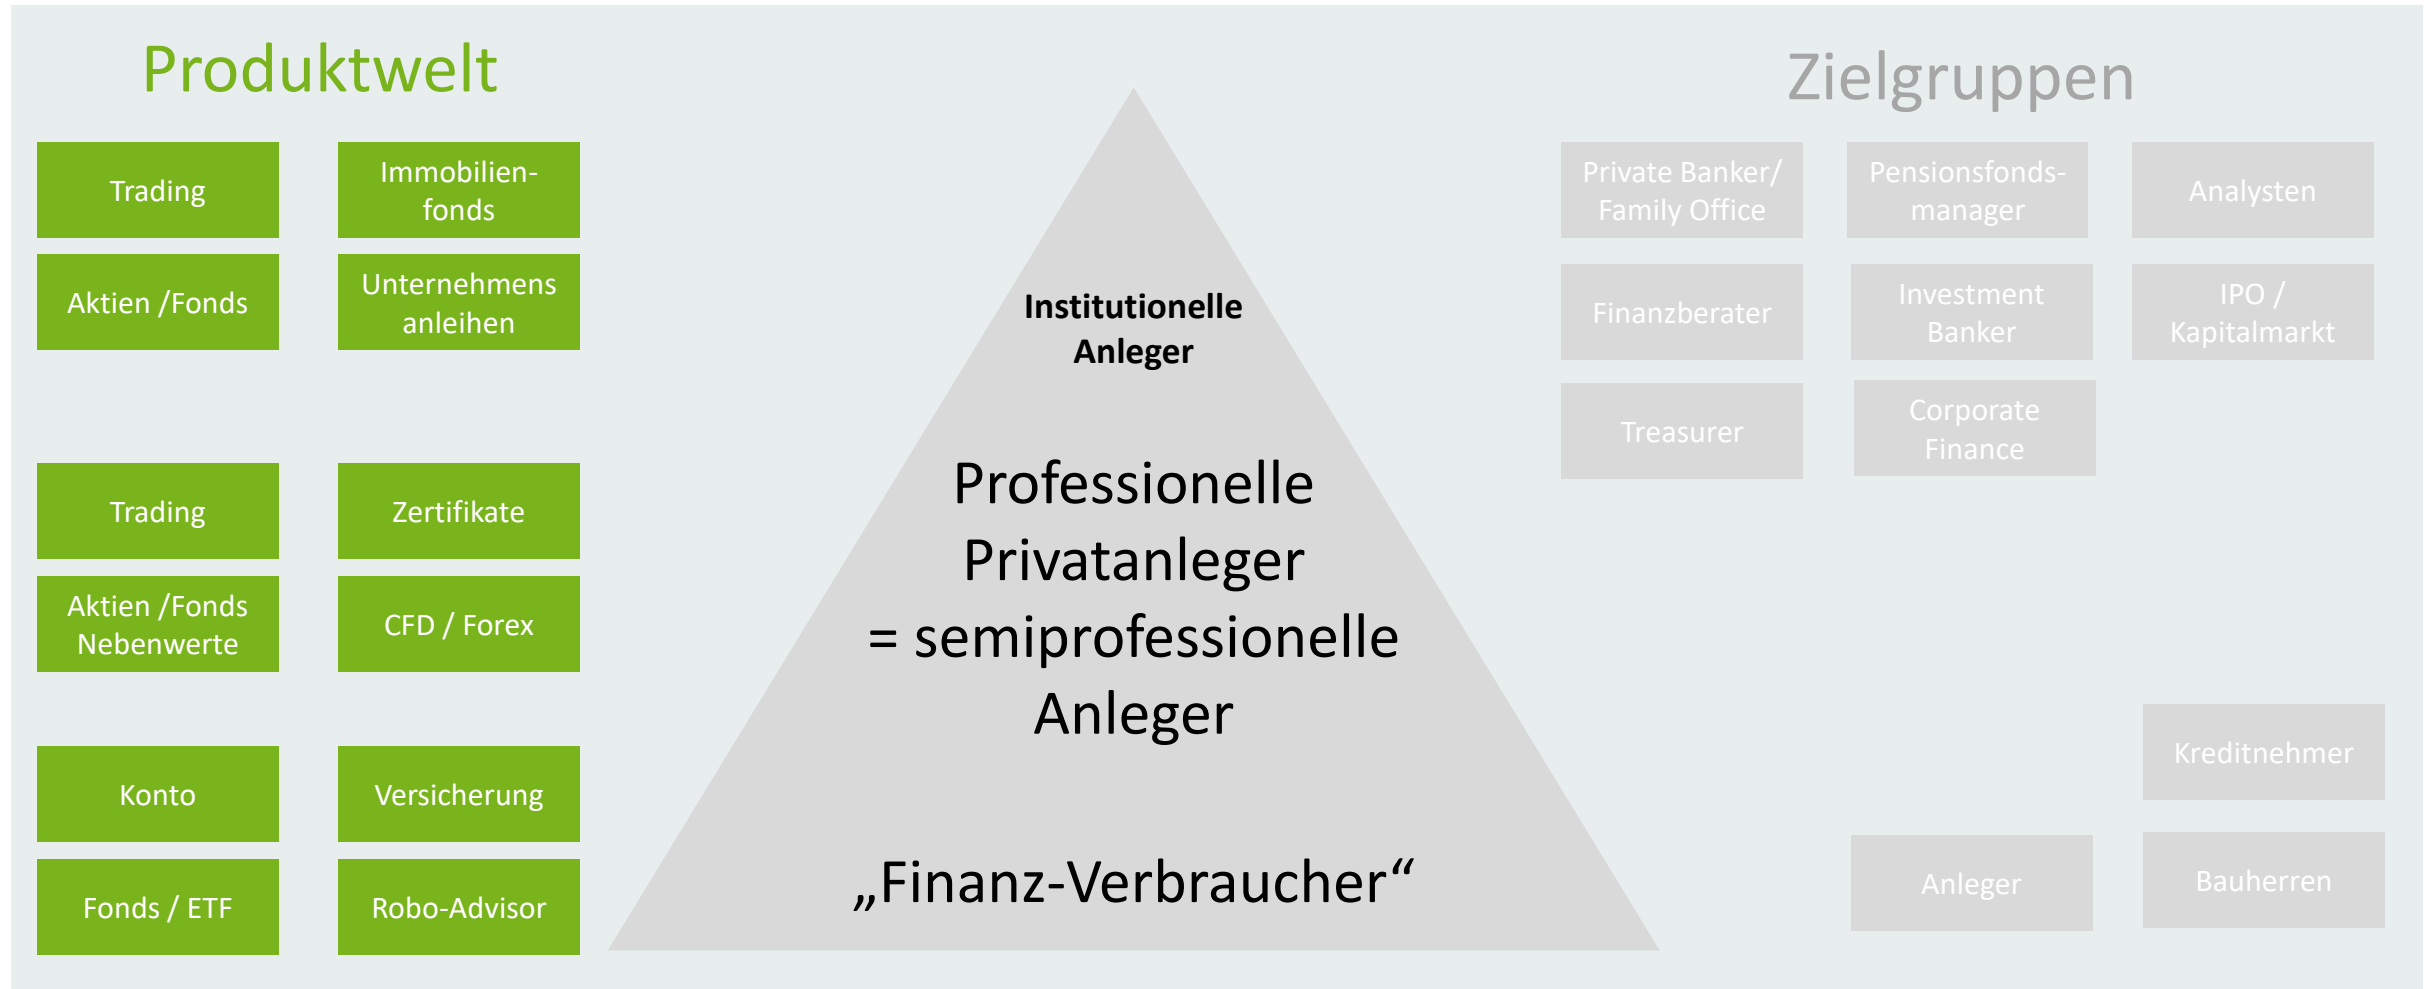 Produktwelt
Trading
Immobilien-
fonds
Aktien /Fonds
Unternehmens
anleihen
Trading
Zertifikate
Aktien /Fonds
Nebenwerte
CFD / Forex
Konto
Versicherung
Fonds / ETF
Robo-Advisor
Institutionelle
Anleger
Professionelle
Privatanleger
= semiprofessionelle
Anleger
„Finanz-Verbraucher“
Zielgruppen
Private Banker/
Family Office
Pensionsfonds-
manager
Analysten
Finanzberater
Investment
Banker
IPO /
Kapitalmarkt
Treasurer
Corporate
Finance
Kreditnehmer
Anleger
Bauherren